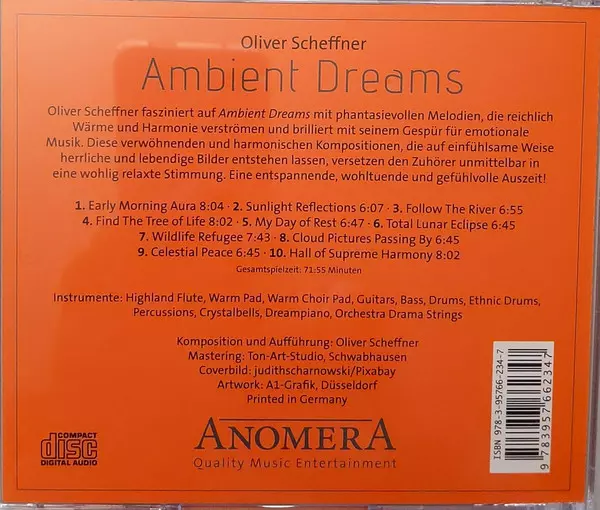 Oliver Scheffner
Ambient Dreams
Oliver Scheffner fasziniert auf Ambient Dreams mit phantasievollen Melodien, die reichlich
Wärme und Harmonie verströmen und brilliert mit seinem Gespür für emotionale
Musik. Diese verwöhnenden und harmonischen Kompositionen, die auf einfühlsame Weise
herrliche und lebendige Bilder entstehen lassen, versetzen den Zuhörer unmittelbar in
eine wohlig relaxte Stimmung. Eine entspannende, wohltuende und gefühlvolle Auszeit!
1. Early Morning Aura 8:04 · 2. Sunlight Reflections 6:07 · 3. Follow The River 6:55
4. Find The Tree of Life 8:02 · 5. My Day of Rest 6:47 · 6. Total Lunar Eclipse 6:45
7. Wildlife Refugee 7:43 · 8. Cloud Pictures Passing By 6:45
9. Celestial Peace 6:45 · 10. Hall of Supreme Harmony 8:02
Gesamtspielzeit: 71:55 Minuten
Instrumente: Highland Flute, Warm Pad, Warm Choir Pad, Guitars, Bass, Drums, Ethnic Drums,
Percussions, Crystalbells, Dreampiano, Orchestra Drama Strings
Komposition und Aufführung: Oliver Scheffner
Mastering: Ton-Art-Studio, Schwabhausen
Coverbild: judithscharnowski/Pixabay
Artwork: A1-Grafik, Düsseldorf
Printed in Germany
COMPACT
disc
DIGITAL AUDIO
ANOMERA
Quality Music Entertainment
ISBN 978-3-95766-234-7
9 783957 662347